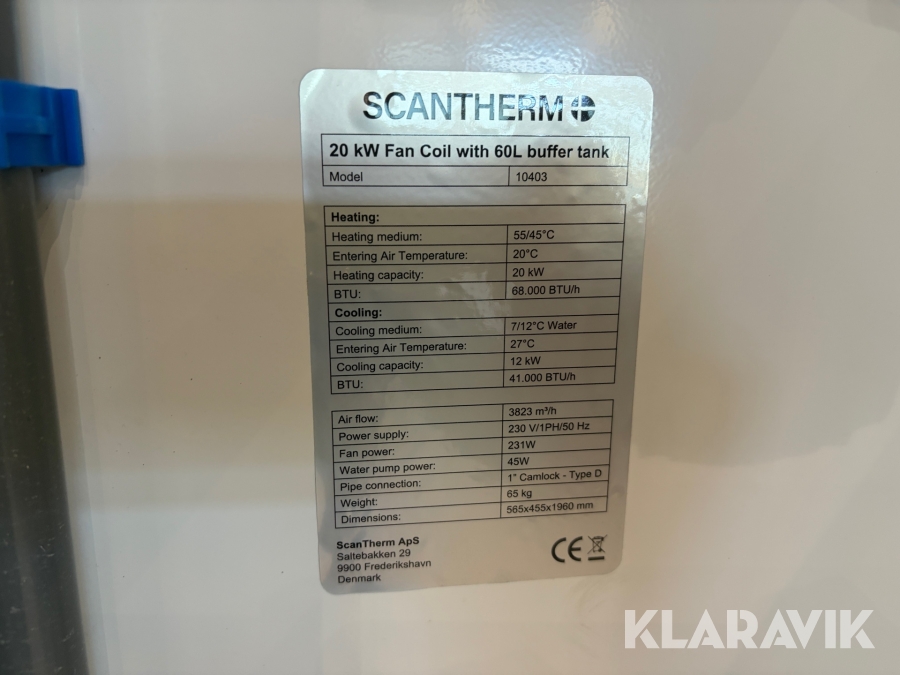 SCANTHERM
20 kW Fan Coil with 60L buffer tank
Model 10403
Heating:
Heating medium: 55/45°C
Entering Air Temperature: 20°C
Heating capacity: 20 kW
BTU: 68.000 BTU/h
Cooling:
Cooling medium: 7/12°C Water
Entering Air Temperature: 27°C
Cooling capacity: 12 kW
BTU: 41.000 BTU/h
Air flow: 3823 m³/h
Power supply: 230 V/1PH/50 Hz
Fan power: 231W
Water pump power: 45W
Pipe connection: 1" Camlock - Type D
Weight: 65 kg
Dimensions: 565x455x1960 mm
ScanTherm ApS
Saltebakken 29
9900 Frederikshavn
Denmark
CE
KLARAVIK